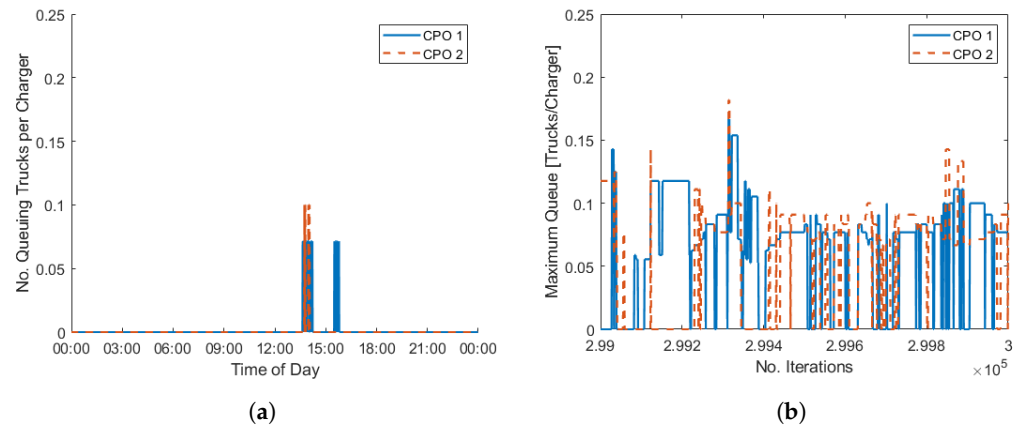 0.25
0.2
0.15
0.1
0.05
0
No. Queuing Trucks per Charger
CPO 1
CPO 2
00:00 03:00 06:00 09:00 12:00 15:00 18:00 21:00 00:00
Time of Day
(a)
0.25
0.2
0.15
0.1
0.05
0
Maximum Queue [Trucks/Charger]
CPO 1
CPO 2
2.99 2.992 2.994 2.996 2.998 3
No. Iterations
×10⁵
(b)